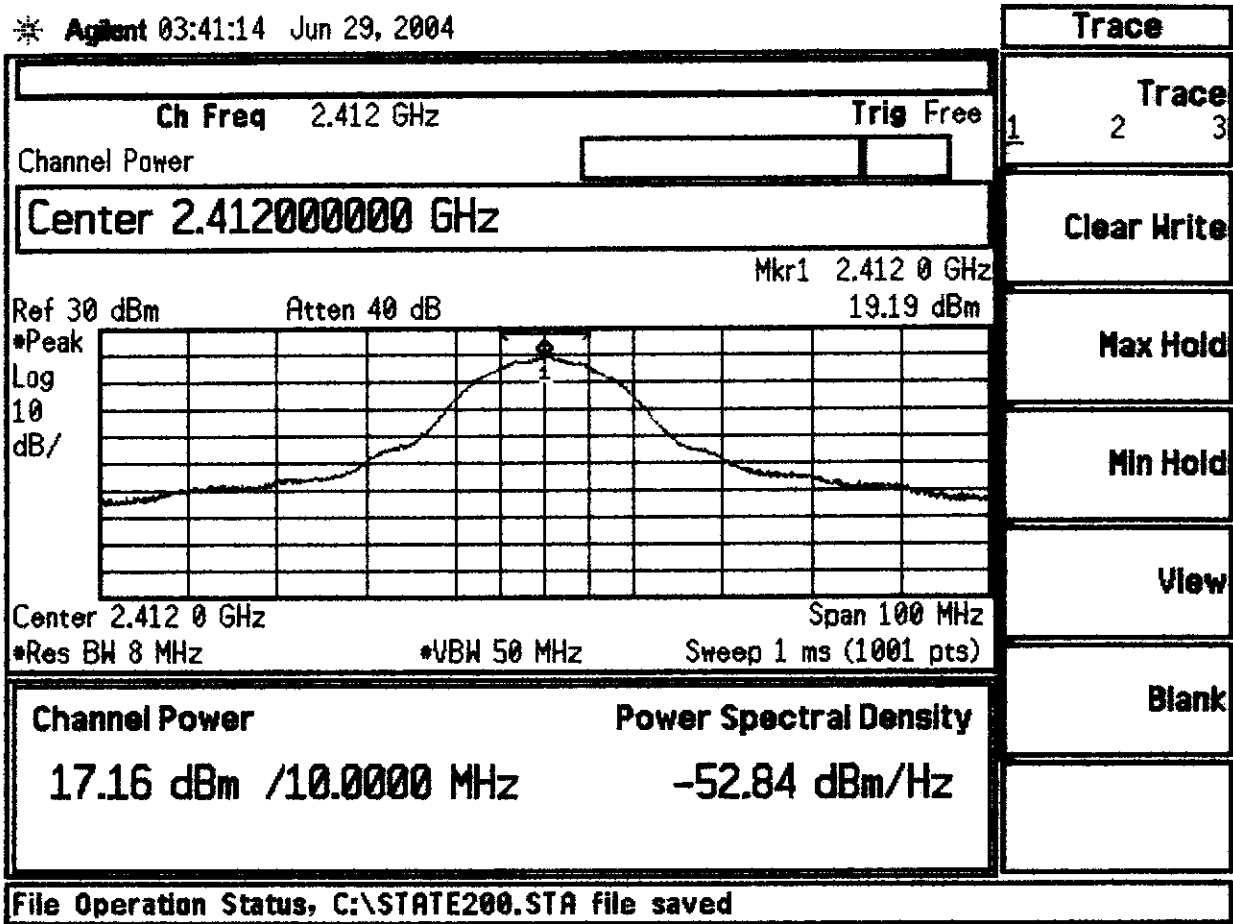 Agilent 03:41:14 Jun 29, 2004
Trace
Ch Freq 2.412 GHz
Trig Free
Channel Power
Center 2.412000000 GHz
Mkr1 2.412 0 GHz
Ref 30 dBm Atten 40 dB 19.19 dBm
*Peak
Log
10
dB/
1
Center 2.412 0 GHz Span 100 MHz
*Res BW 8 MHz *VBW 50 MHz Sweep 1 ms (1001 pts)
Channel Power Power Spectral Density
17.16 dBm /10.0000 MHz -52.84 dBm/Hz
Trace
1 2 3
Clear Write
Max Hold
Min Hold
View
Blank
File Operation Status, C:\STATE200.STA file saved